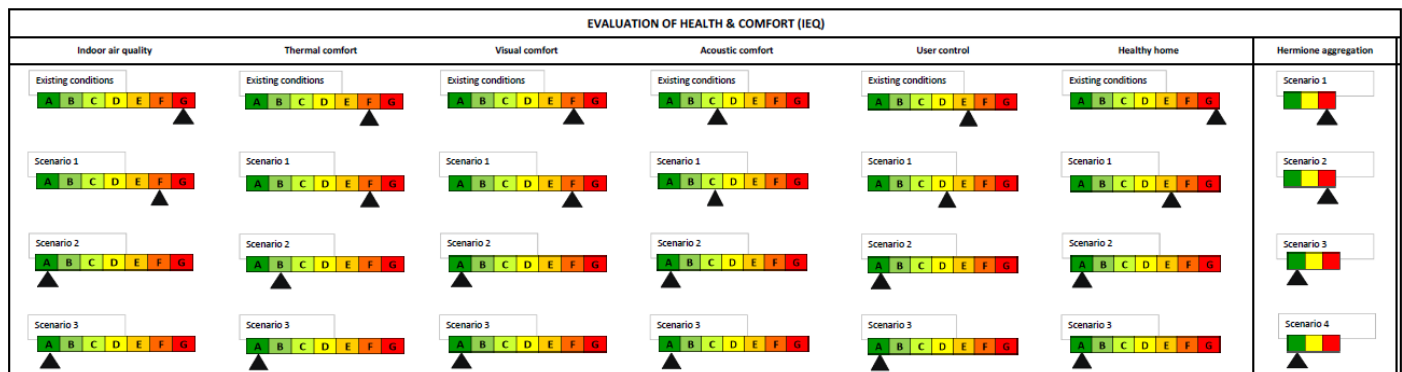 EVALUATION OF HEALTH & COMFORT (IEQ)
Indoor air quality Thermal comfort Visual comfort Acoustic comfort User control Healthy home Hermione aggregation
Existing conditions Existing conditions Existing conditions Existing conditions Existing conditions Existing conditions Scenario 1
A B C D E F G A B C D E F G A B C D E F G A B C D E F G A B C D E F G A B C D E F G
Scenario 1 Scenario 1 Scenario 1 Scenario 1 Scenario 1 Scenario 1 Scenario 2
A B C D E F G A B C D E F G A B C D E F G A B C D E F G A B C D E F G A B C D E F G
Scenario 2 Scenario 2 Scenario 2 Scenario 2 Scenario 2 Scenario 2 Scenario 3
A B C D E F G A B C D E F G A B C D E F G A B C D E F G A B C D E F G A B C D E F G
Scenario 3 Scenario 3 Scenario 3 Scenario 3 Scenario 3 Scenario 3 Scenario 4
A B C D E F G A B C D E F G A B C D E F G A B C D E F G A B C D E F G A B C D E F G